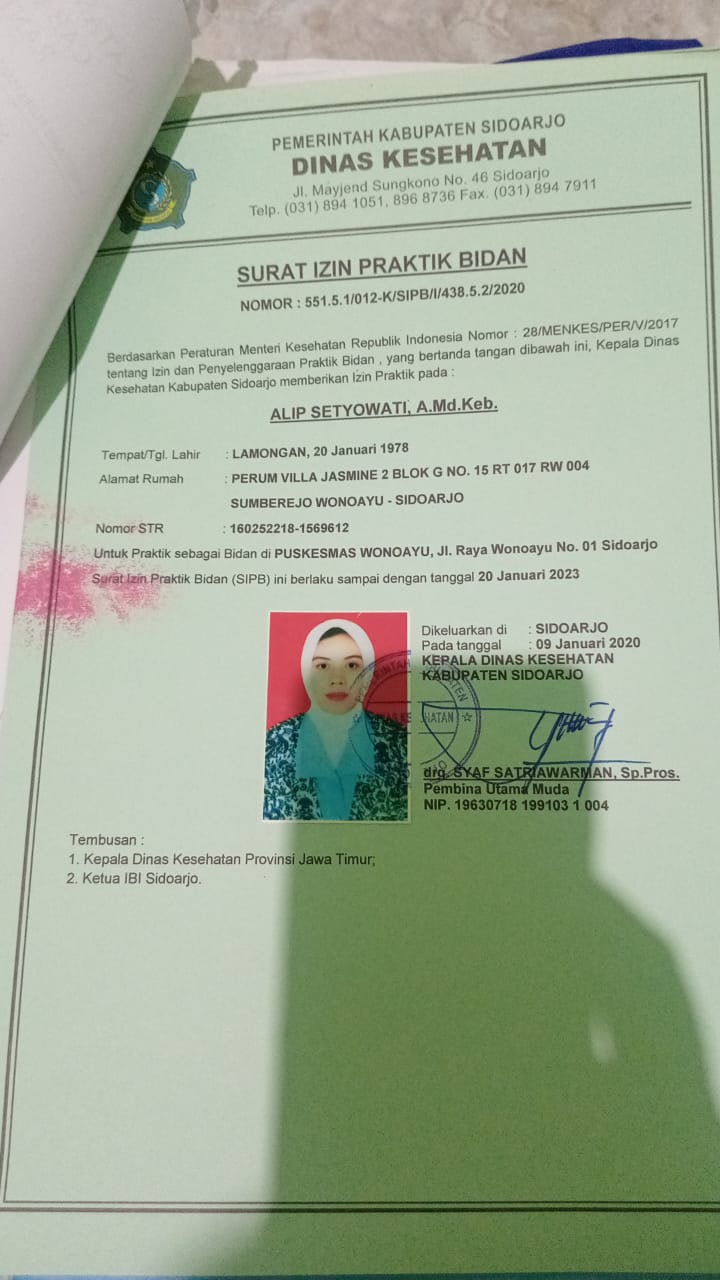 PEMERINTAH KABUPATEN SIDOARJO
DINAS KESEHATAN
Jl. Mayjend Sungkono No. 46 Sidoarjo
Telp. (031) 894 1051, 896 8736 Fax. (031) 894 7911
SURAT IZIN PRAKTIK BIDAN
NOMOR : 551.5.1/012-K/SIPB/I/438.5.2/2020
Berdasarkan Peraturan Menteri Kesehatan Republik Indonesia Nomor : 28/MENKES/PER/V/2017
tentang Izin dan Penyelenggaraan Praktik Bidan , yang bertanda tangan dibawah ini, Kepala Dinas
Kesehatan Kabupaten Sidoarjo memberikan Izin Praktik pada :
ALIP SETYOWATI, A.Md.Keb.
Tempat/Tgl. Lahir : LAMONGAN, 20 Januari 1978
Alamat Rumah : PERUM VILLA JASMINE 2 BLOK G NO. 15 RT 017 RW 004
SUMBEREJO WONOAYU - SIDOARJO
Nomor STR : 160252218-1569612
Untuk Praktik sebagai Bidan di PUSKESMAS WONOAYU, Jl. Raya Wonoayu No. 01 Sidoarjo
Surat Izin Praktik Bidan (SIPB) ini berlaku sampai dengan tanggal 20 Januari 2023
Dikeluarkan di : SIDOARJO
Pada tanggal : 09 Januari 2020
KEPALA DINAS KESEHATAN
KABUPATEN SIDOARJO
drg. SYAF SATRIAWARMAN, Sp.Pros.
Pembina Utama Muda
NIP. 19630718 199103 1 004
Tembusan :
1. Kepala Dinas Kesehatan Provinsi Jawa Timur;
2. Ketua IBI Sidoarjo.